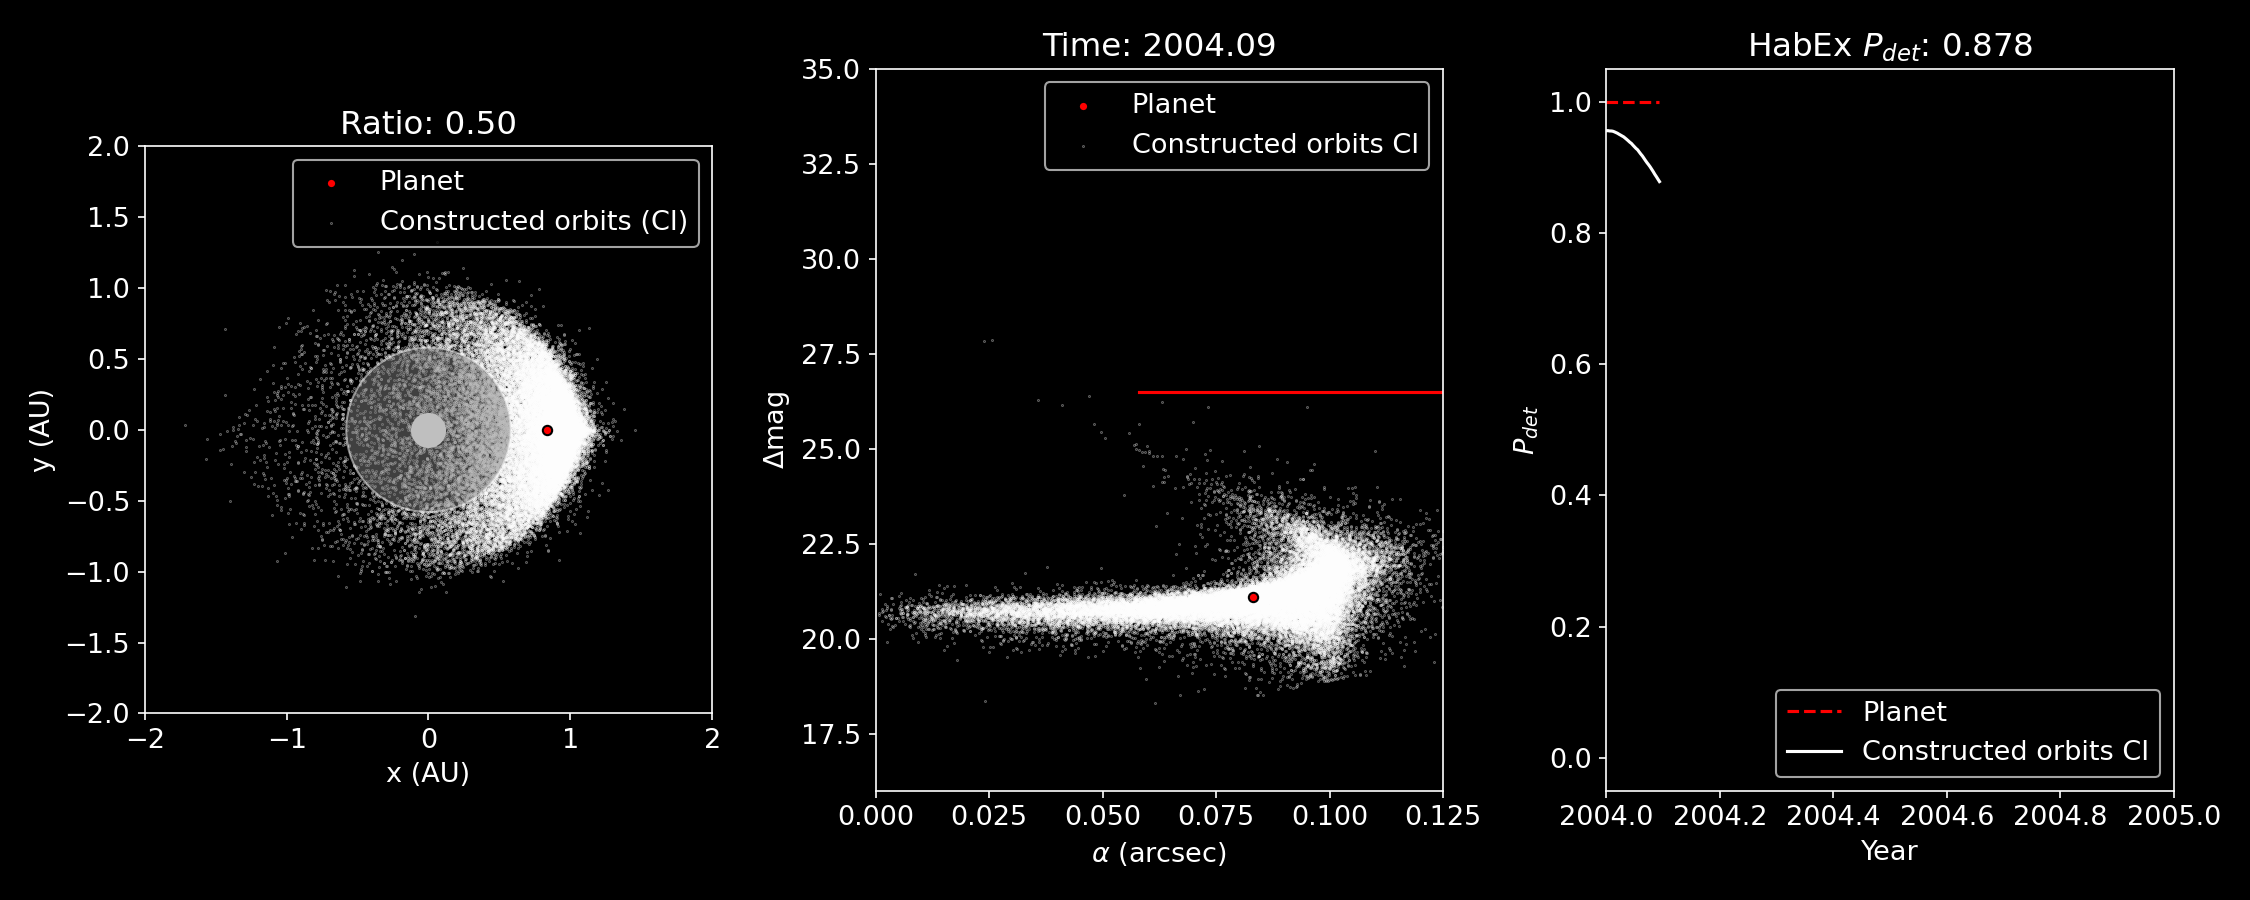 Ratio: 0.50
2.0
1.5
1.0
0.5
0.0
−0.5
−1.0
−1.5
−2.0
−2
−1
0
1
2
x (AU)
y (AU)
Planet
Constructed orbits (CI)
Time: 2004.09
35.0
32.5
30.0
27.5
25.0
22.5
20.0
17.5
0.000
0.025
0.050
0.075
0.100
0.125
α (arcsec)
Δmag
Planet
Constructed orbits CI
HabEx P_det: 0.878
1.0
0.8
0.6
0.4
0.2
0.0
2004.0
2004.2
2004.4
2004.6
2004.8
2005.0
Year
P_det
Planet
Constructed orbits CI